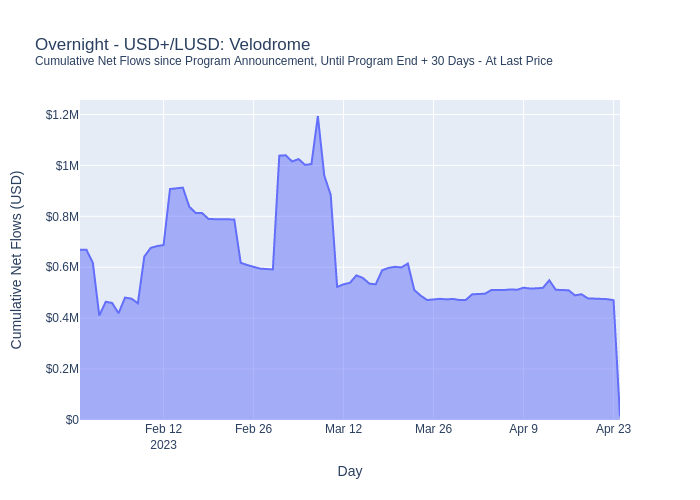 Overnight - USD+/LUSD: Velodrome
Cumulative Net Flows since Program Announcement, Until Program End + 30 Days - At Last Price
Cumulative Net Flows (USD)
$1.2M
$1M
$0.8M
$0.6M
$0.4M
$0.2M
$0
Feb 12 Feb 26 Mar 12 Mar 26 Apr 9 Apr 23
2023
Day